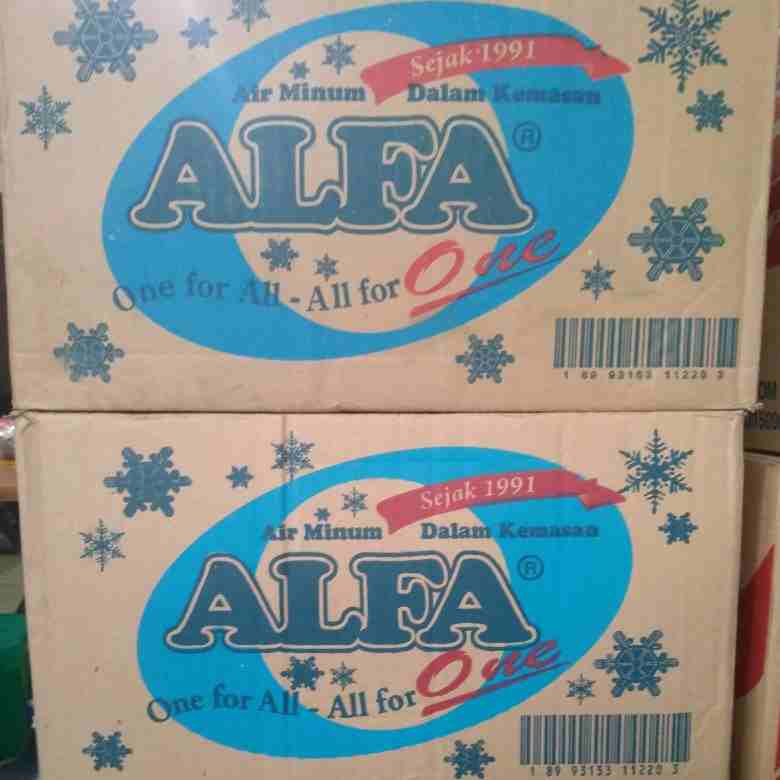 Sejak 1991
Air Minum Dalam Kemasan
ALFA®
One for All - All for One
1 89 93153 11220 3
Sejak 1991
Air Minum Dalam Kemasan
ALFA®
One for All - All for One
1 89 93153 11220 3